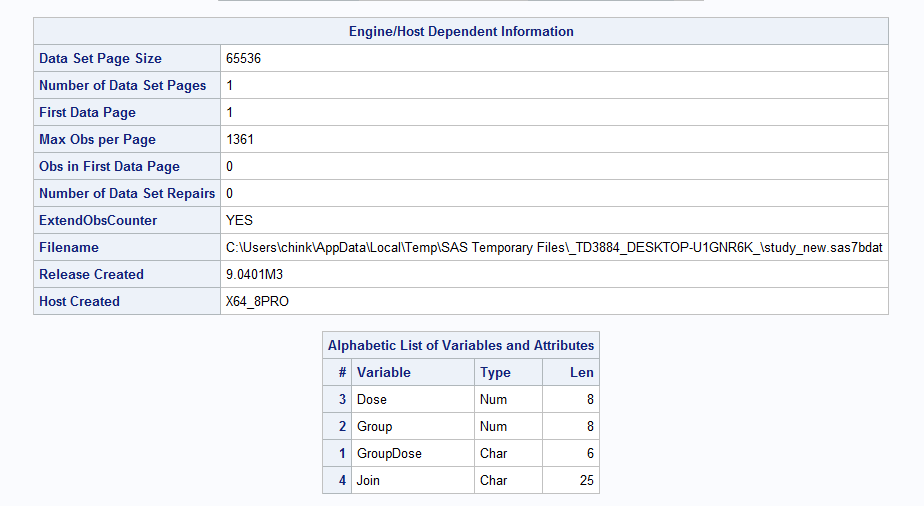 Engine/Host Dependent Information
Data Set Page Size 65536
Number of Data Set Pages 1
First Data Page 1
Max Obs per Page 1361
Obs in First Data Page 0
Number of Data Set Repairs 0
ExtendObsCounter YES
Filename C:\Users\chink\AppData\Local\Temp\SAS Temporary Files\_TD3884_DESKTOP-U1GNR6K_\study_new.sas7bdat
Release Created 9.0401M3
Host Created X64_8PRO
Alphabetic List of Variables and Attributes
# Variable Type Len
3 Dose Num 8
2 Group Num 8
1 GroupDose Char 6
4 Join Char 25